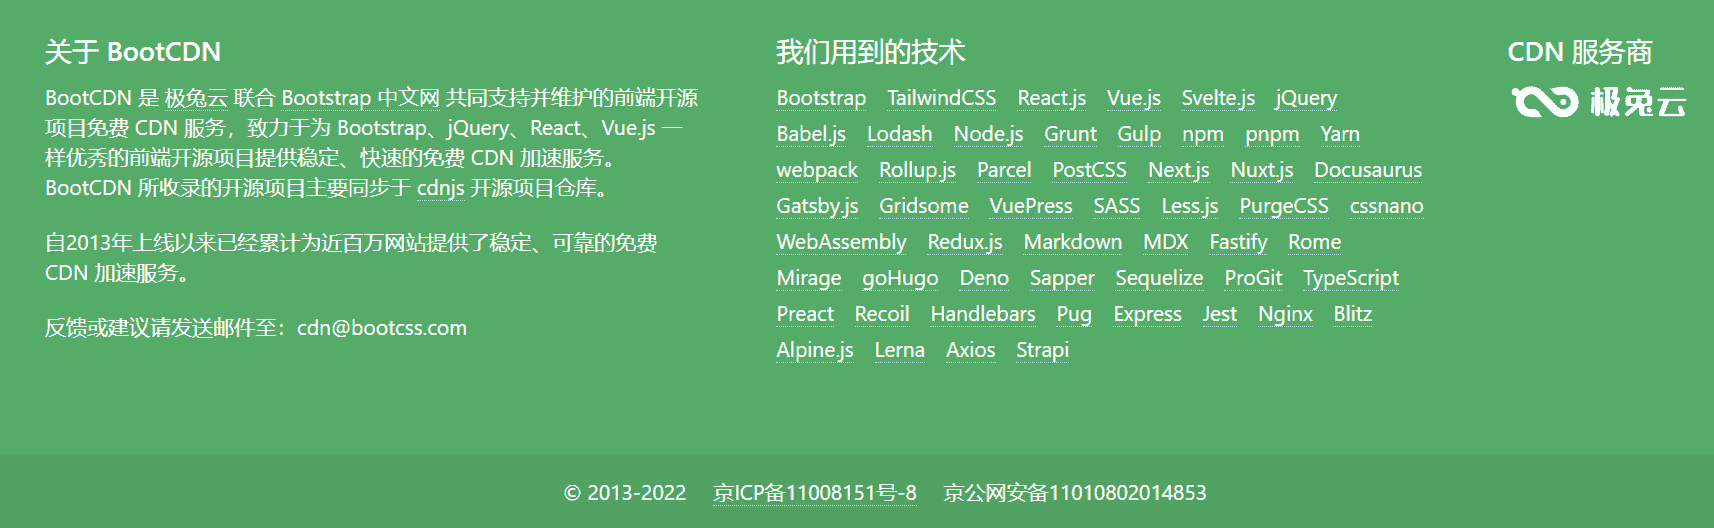 关于 BootCDN
BootCDN 是 极兔云 联合 Bootstrap 中文网 共同支持并维护的前端开源
项目免费 CDN 服务，致力于为 Bootstrap、jQuery、React、Vue.js 一
样优秀的前端开源项目提供稳定、快速的免费 CDN 加速服务。
BootCDN 所收录的开源项目主要同步于 cdnjs 开源项目仓库。
自2013年上线以来已经累计为近百万网站提供了稳定、可靠的免费
CDN 加速服务。
反馈或建议请发送邮件至：cdn@bootcss.com
我们用到的技术
Bootstrap TailwindCSS React.js Vue.js Svelte.js jQuery
Babel.js Lodash Node.js Grunt Gulp npm pnpm Yarn
webpack Rollup.js Parcel PostCSS Next.js Nuxt.js Docusaurus
Gatsby.js Gridsome VuePress SASS Less.js PurgeCSS cssnano
WebAssembly Redux.js Markdown MDX Fastify Rome
Mirage goHugo Deno Sapper Sequelize ProGit TypeScript
Preact Recoil Handlebars Pug Express Jest Nginx Blitz
Alpine.js Lerna Axios Strapi
CDN 服务商
极兔云
© 2013-2022 京ICP备11008151号-8 京公网安备11010802014853